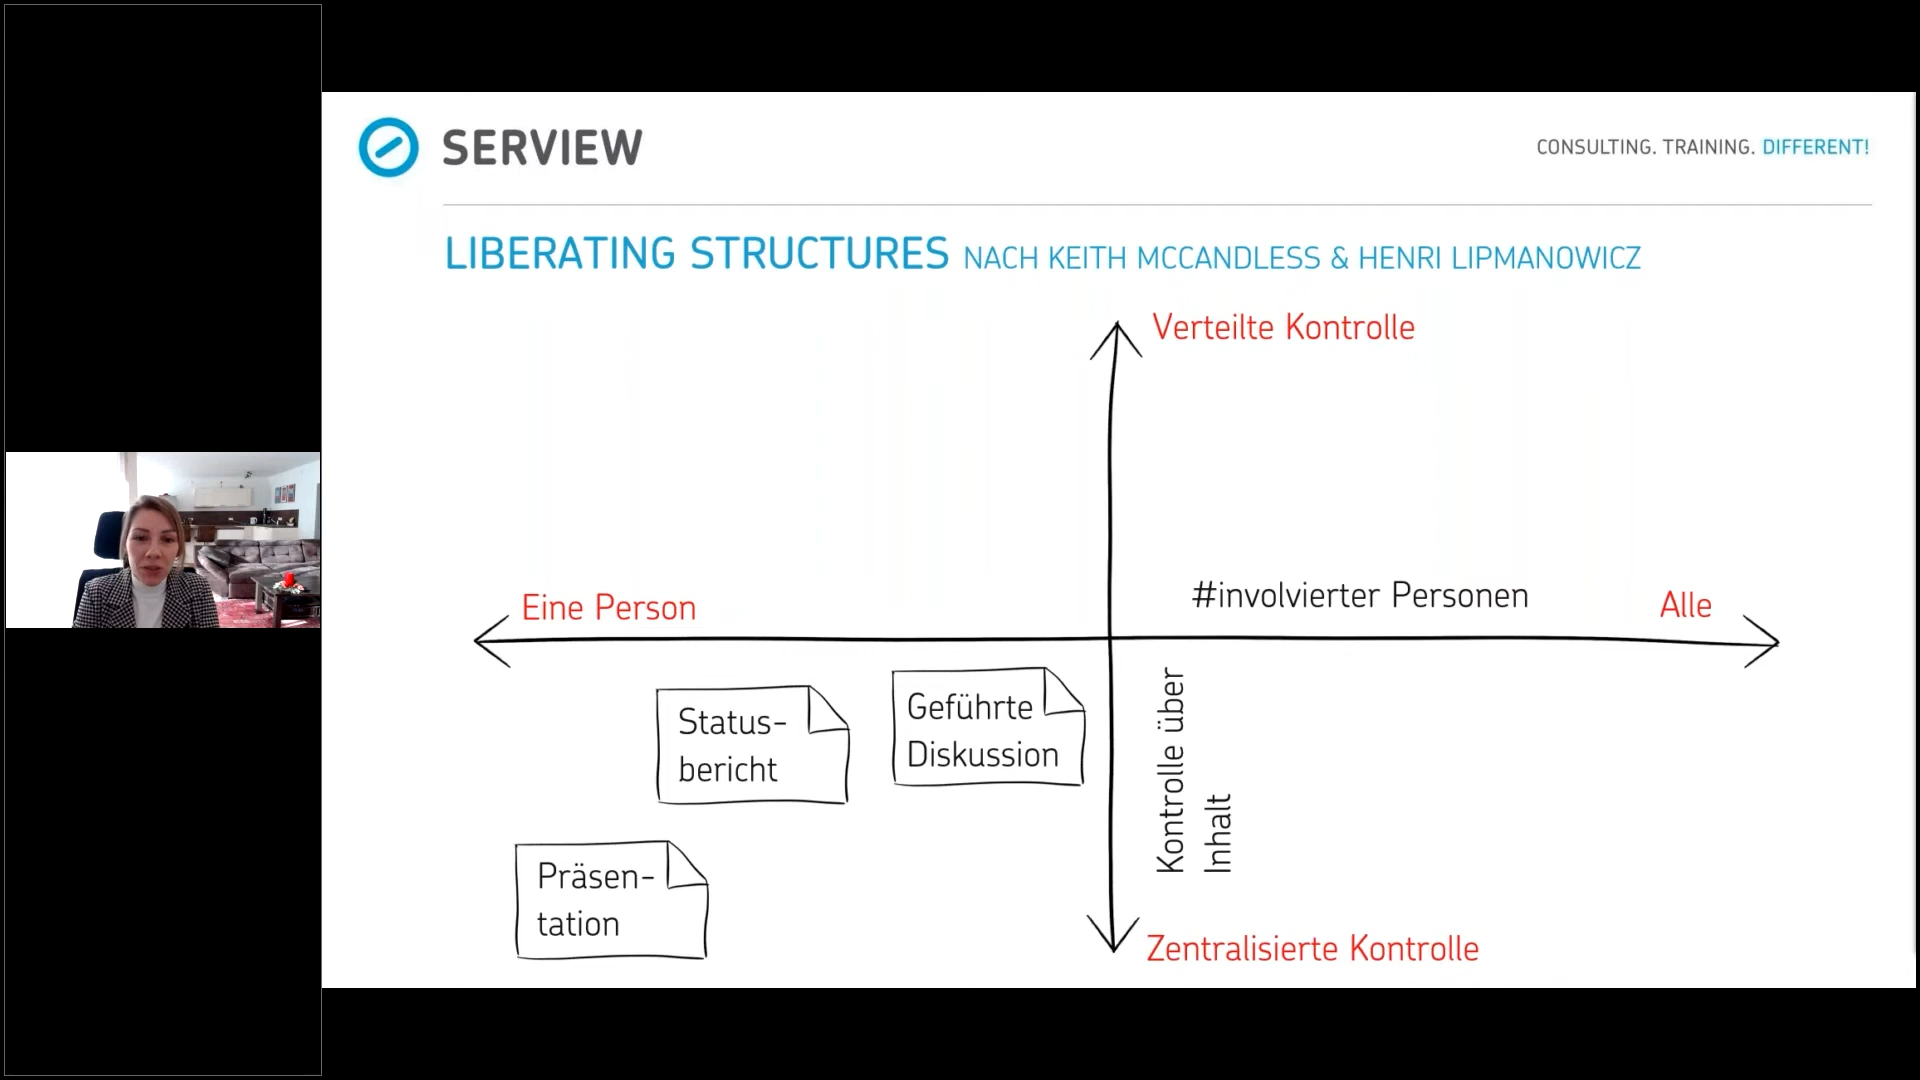 SERVIEW
CONSULTING. TRAINING. DIFFERENT!
LIBERATING STRUCTURES NACH KEITH MCCANDLESS & HENRI LIPMANOWICZ
Verteilte Kontrolle
Eine Person
#involvierter Personen
Alle
Status-
bericht
Geführte
Diskussion
Kontrolle über
Inhalt
Präsen-
tation
Zentralisierte Kontrolle